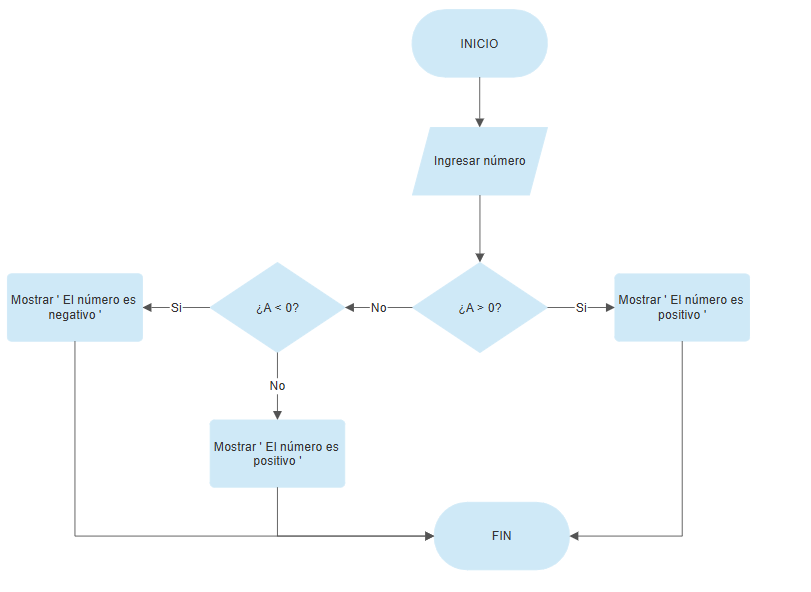 INICIO
Ingresar número
Mostrar ' El número es
negativo '
Si
¿A < 0?
No
¿A > 0?
Si
Mostrar ' El número es
positivo '
No
Mostrar ' El número es
positivo '
FIN